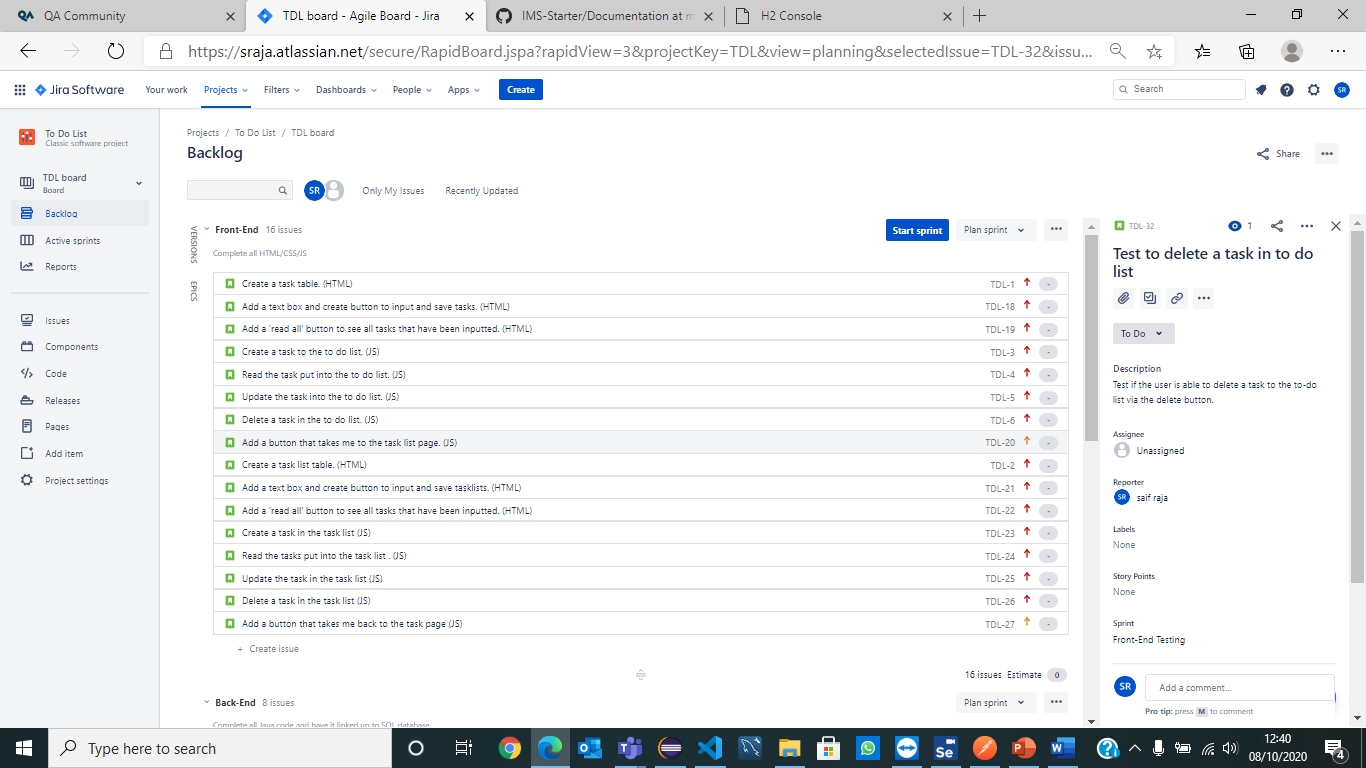 QA Community
TDL board - Agile Board - Jira
IMS-Starter/Documentation at m
H2 Console
https://sraja.atlassian.net/secure/RapidBoard.jspa?rapidView=3&projectKey=TDL&view=planning&selectedIssue=TDL-32&issu...
Jira Software
Your work
Projects
Filters
Dashboards
People
Apps
Create
Search
SR
To Do List
Classic software project
TDL board
Board
Backlog
Active sprints
Reports
Issues
Components
Code
Releases
Pages
Add item
Project settings
Projects / To Do List / TDL board
Backlog
Share
SR
Only My Issues
Recently Updated
VERSIONS
EPICS
Front-End 16 issues
Start sprint
Plan sprint
Complete all HTML/CSS/JS
Create a task table. (HTML) TDL-1 -
Add a text box and create button to input and save tasks. (HTML) TDL-18 -
Add a 'read all' button to see all tasks that have been inputted. (HTML) TDL-19 -
Create a task to the to do list, (JS) TDL-3 -
Read the task put into the to do list. (JS) TDL-4 -
Update the task into the to do list. (JS) TDL-5 -
Delete a task in the to do list. (JS) TDL-6 -
Add a button that takes me to the task list page. (JS) TDL-20 -
Create a task list table. (HTML) TDL-2 -
Add a text box and create button to input and save tasklists. (HTML) TDL-21 -
Add a 'read all' button to see all tasks that have been inputted. (HTML) TDL-22 -
Create a task in the task list (JS) TDL-23 -
Read the tasks put into the task list . (JS) TDL-24 -
Update the task in the task list (JS) TDL-25 -
Delete a task in the task list (JS) TDL-26 -
Add a button that takes me back to the task page (JS) TDL-27 -
+ Create issue
16 issues Estimate 0
Back-End 8 issues
Plan sprint
Complete all Java code and have it linked up to SQL database
TDL-32
1
Test to delete a task in to do
list
To Do
Description
Test if the user is able to delete a task to the to-do
list via the delete button.
Assignee
Unassigned
Reporter
SR saif raja
Labels
None
Story Points
None
Sprint
Front-End Testing
SR
Add a comment...
Pro tip: press M to comment
Type here to search
12:40
08/10/2020
4